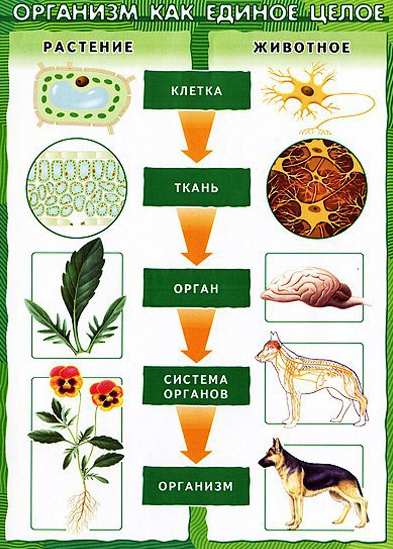 ОРГАНИЗМ КАК ЕДИНОЕ ЦЕЛОЕ
РАСТЕНИЕ
ЖИВОТНОЕ
КЛЕТКА
ТКАНЬ
ОРГАН
СИСТЕМА
ОРГАНОВ
ОРГАНИЗМ